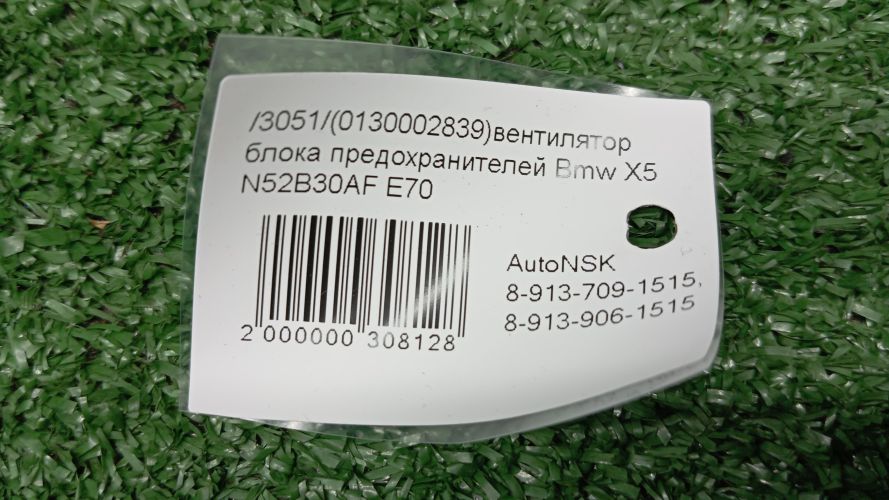 /3051/(0130002839)вентилятор
блока предохранителей Bmw X5
N52B30AF E70
AutoNSK
8-913-709-1515,
8-913-906-1515
2 000000 308128